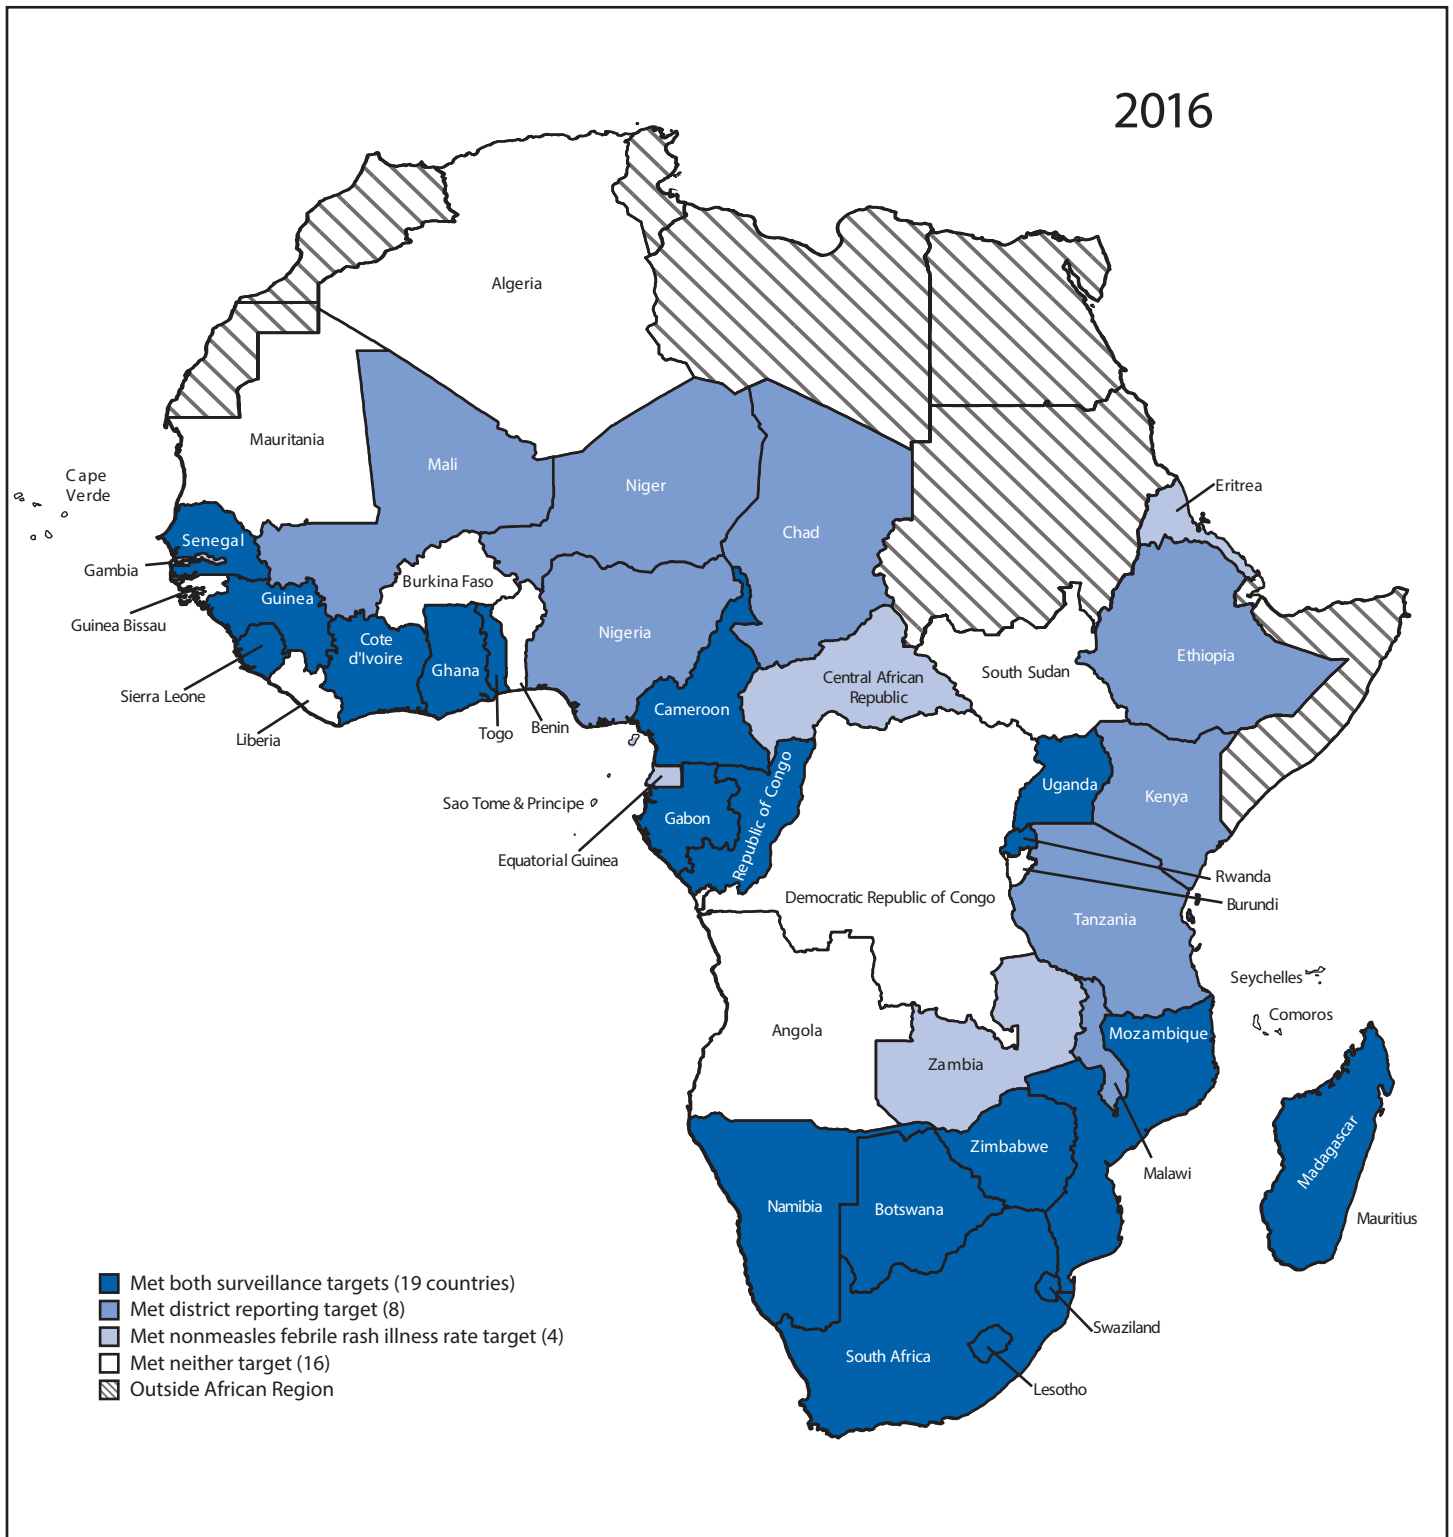 2016
Algeria
Mauritania
Mali
Niger
Chad
Cape
Verde
Eritrea
Senegal
Gambia
Burkina Faso
Guinea
Guinea Bissau
Nigeria
Cote
d'Ivoire
Ghana
Ethiopia
South Sudan
Central African
Republic
Sierra Leone
Cameroon
Liberia
Togo
Benin
Uganda
Kenya
Sao Tome & Principe
Gabon
Republic of Congo
Equatorial Guinea
Rwanda
Democratic Republic of Congo
Burundi
Tanzania
Seychelles
Comoros
Angola
Mozambique
Zambia
Zimbabwe
Madagascar
Malawi
Namibia
Botswana
Mauritius
Met both surveillance targets (19 countries)
Met district reporting target (8)
Met nonmeasles febrile rash illness rate target (4)
Met neither target (16)
Outside African Region
Swaziland
South Africa
Lesotho